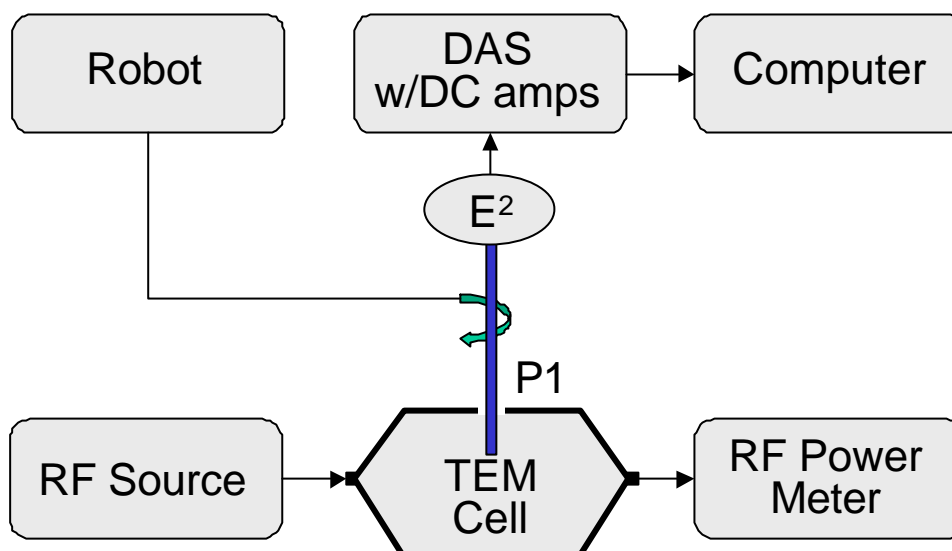 Robot
DAS
w/DC amps
Computer
E²
P1
RF Source
TEM
Cell
RF Power
Meter